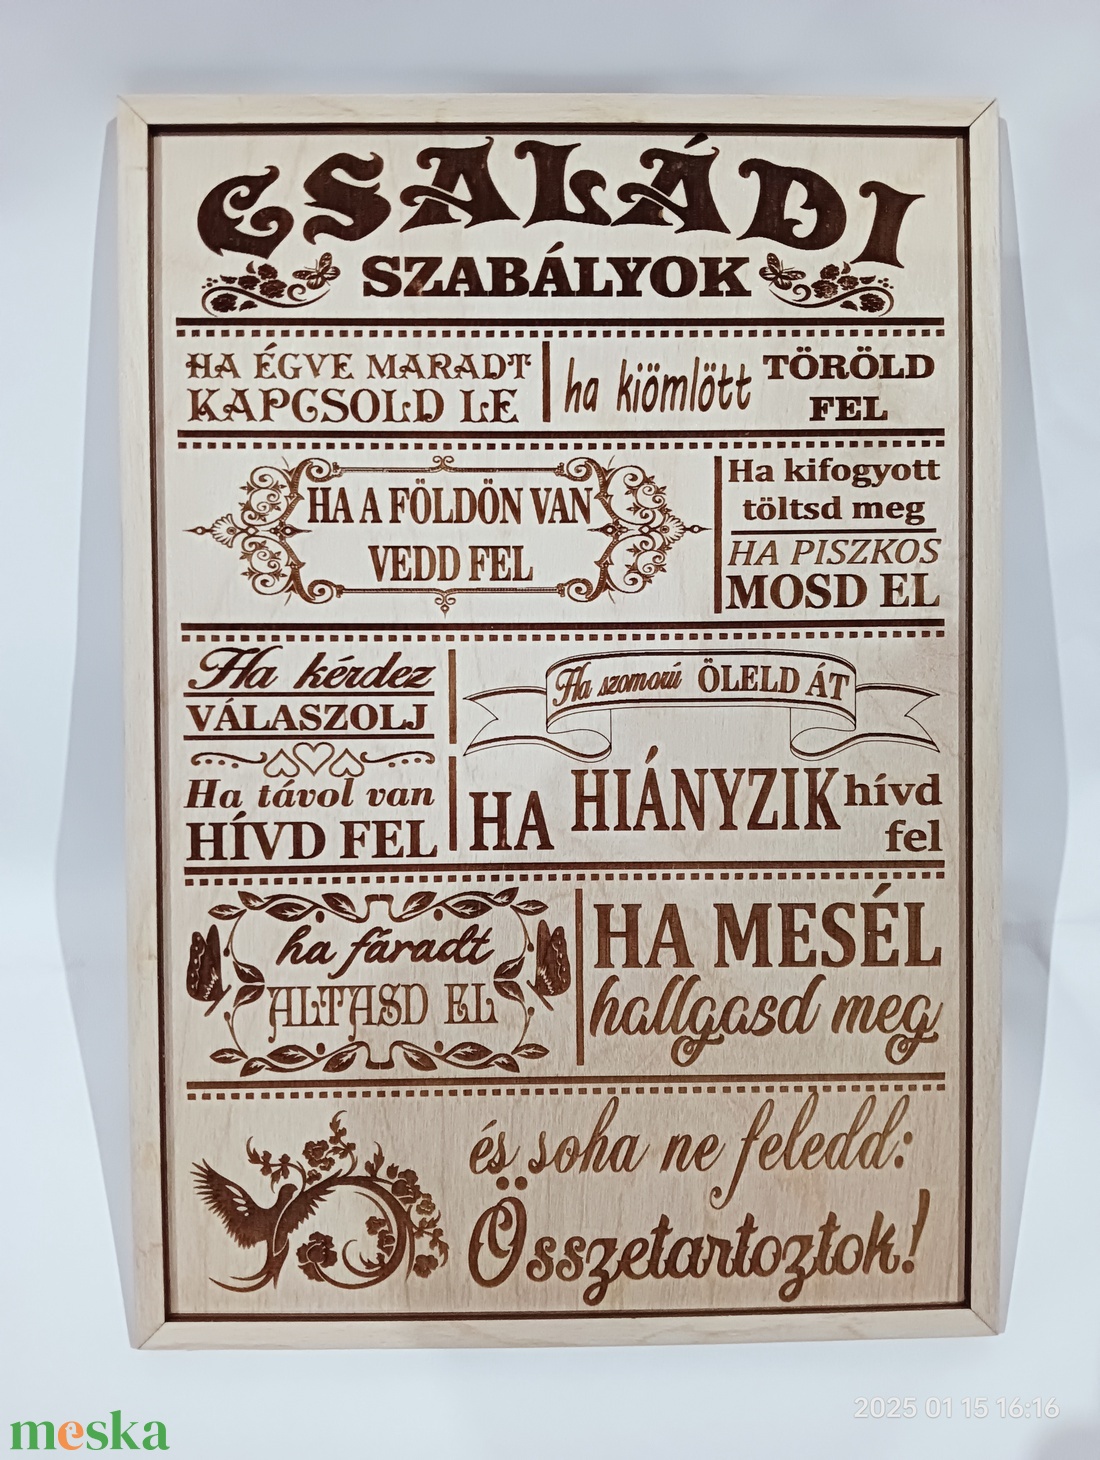 CSALÁDI
SZABÁLYOK
HA ÉGVE MARADT
KAPCSOLD LE
ha kiömlött TÖRÖLD
FEL
HA A FÖLDÖN VAN
VEDD FEL
Ha kifogyott
töltsd meg
HA PISZKOS
MOSD EL
Ha kérdez
VÁLASZOLJ
Ha távol van
HÍVD FEL
Ha szomorú ÖLELD ÁT
HA HIÁNYZIK hívd
fel
ha fáradt
ALTASD EL
HA MESÉL
hallgasd meg
és soha ne feledd:
Összetartoztok!
2025 01 15 16:16
meska